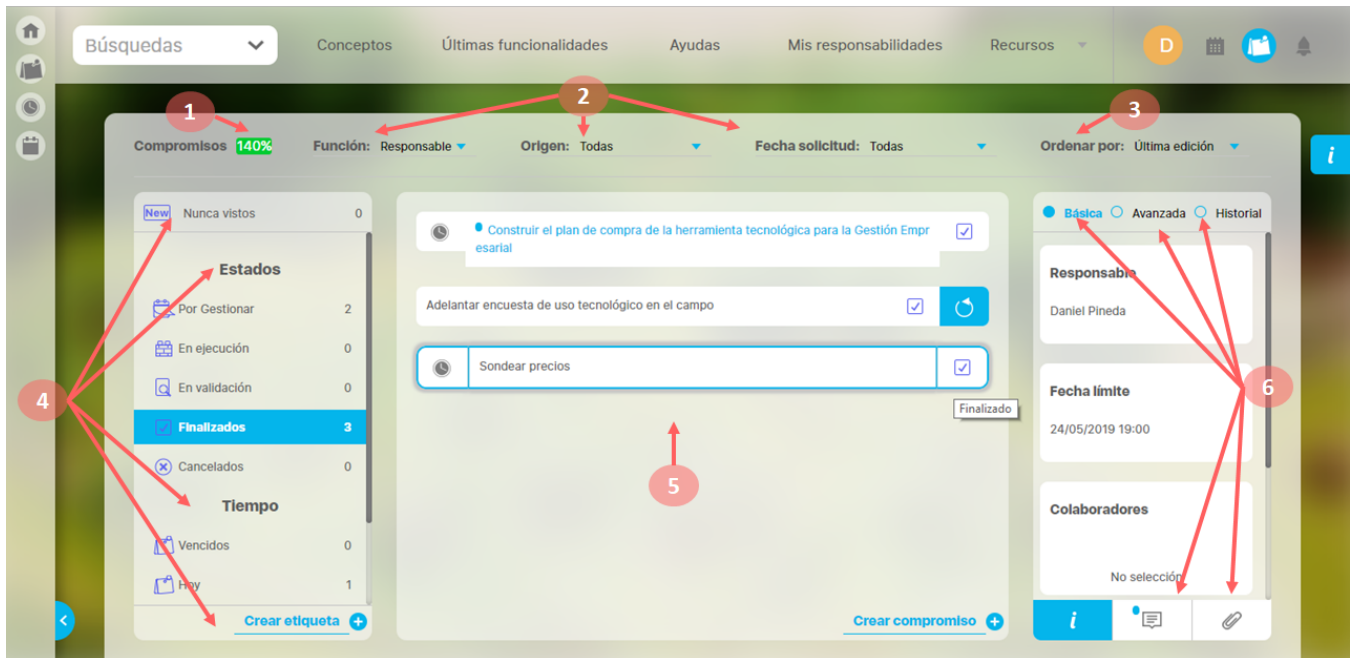 Búsquedas
Conceptos
Últimas funcionalidades
Ayudas
Mis responsabilidades
Recursos
D
1
2
3
Compromisos 140%
Función: Responsable
Origen: Todas
Fecha solicitud: Todas
Ordenar por: Última edición
i
New Nunca vistos 0
Estados
Por Gestionar 2
En ejecución 0
En validación 0
4
Finalizados 3
Cancelados 0
Tiempo
Vencidos 0
Hoy 1
Crear etiqueta
Construir el plan de compra de la herramienta tecnológica para la Gestión Empr
esarial
Adelantar encuesta de uso tecnológico en el campo
Sondear precios
Finalizado
5
Crear compromiso
Básica Avanzada Historial
Responsable
Daniel Pineda
Fecha límite
6
24/05/2019 19:00
Colaboradores
No selección
i